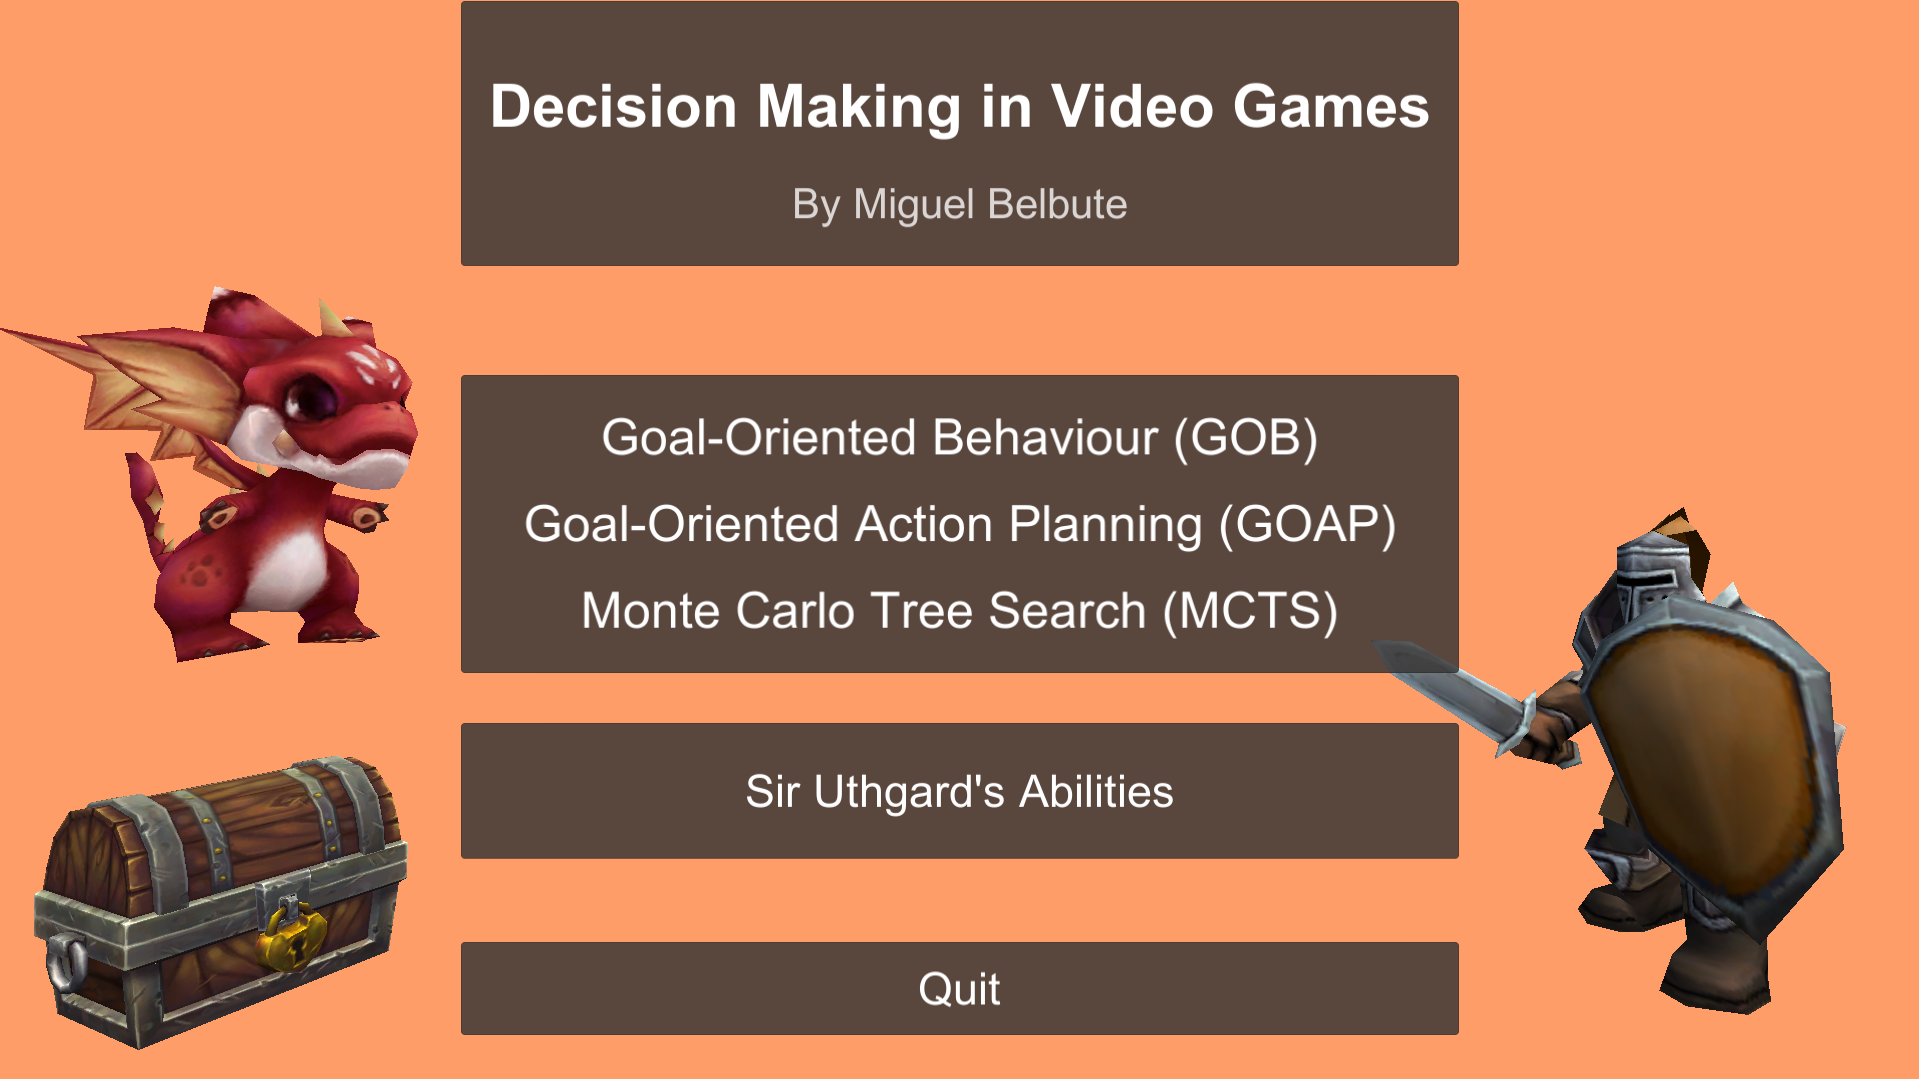 Decision Making in Video Games
By Miguel Belbute
Goal-Oriented Behaviour (GOB)
Goal-Oriented Action Planning (GOAP)
Monte Carlo Tree Search (MCTS)
Sir Uthgard's Abilities
Quit